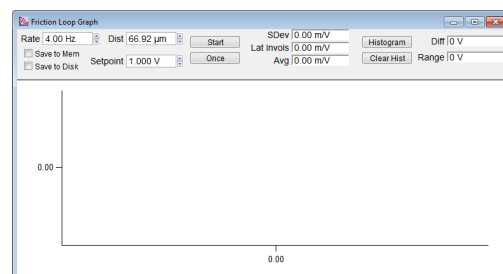 Friction Loop Graph
Rate 4.00 Hz Dist 66.92 µm Start SDev 0.00 m/V Histogram Diff 0 V
Save to Mem Lat Invols 0.00 m/V
Save to Disk Setpoint 1.000 V Once Avg 0.00 m/V Clear Hist Range 0 V
0.00
0.00